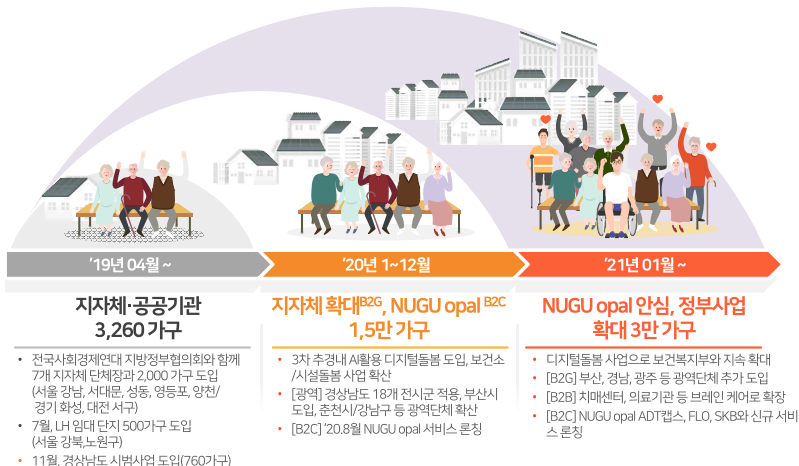 '19년 04월 ~
지자체·공공기관
3,260 가구
• 전국사회경제연대 지방정부협의회와 함께
7개 지자체 단체장과 2,000 가구 도입
(서울 강남, 서대문, 성동, 영등포, 양천/
경기 화성, 대전 서구)
• 7월, LH 임대 단지 500가구 도입
(서울 강북,노원구)
• 11월, 경상남도 시범사업 도입(760가구)
'20년 1~12월
지자체 확대B2G, NUGU opal B2C
1,5만 가구
• 3차 추경내 AI활용 디지털돌봄 도입, 보건소
/시설돌봄 사업 확산
• [광역] 경상남도 18개 전시군 적용, 부산시
도입, 춘천시/강남구 등 광역단체 확산
• [B2C] '20.8월 NUGU opal 서비스 론칭
'21년 01월 ~
NUGU opal 안심, 정부사업
확대 3만 가구
• 디지털돌봄 사업으로 보건복지부와 지속 확대
• [B2G] 부산, 경남, 광주 등 광역단체 추가 도입
• [B2B] 치매센터, 의료기관 등 브레인 케어로 확장
• [B2C] NUGU opal ADT캡스, FLO, SKB와 신규 서비
스 론칭